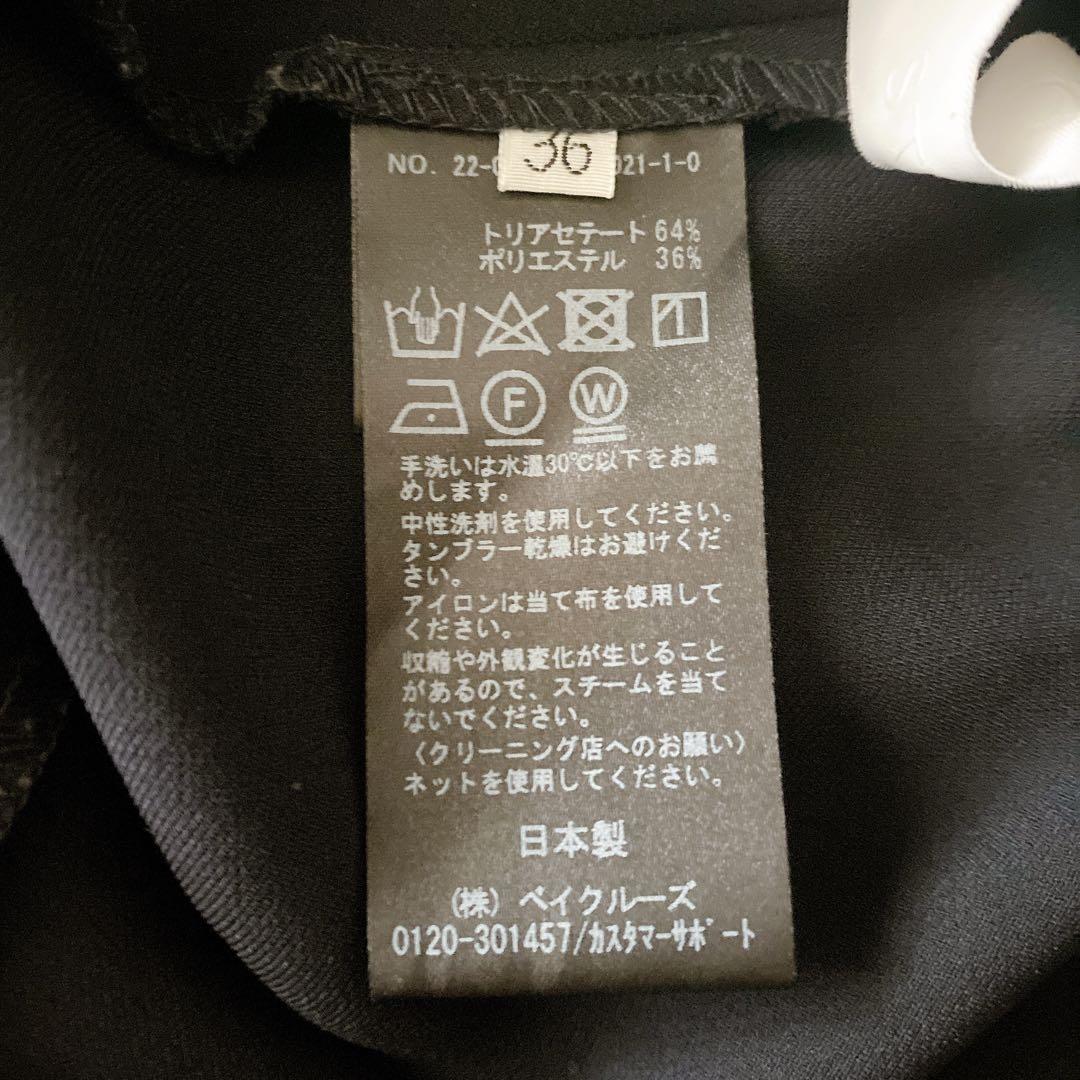 36
NO. 22-0 021-1-0
トリアセテート 64%
ポリエステル 36%
F W
手洗いは水温30℃以下をお薦
めします。
中性洗剤を使用してください。
タンブラー乾燥はお避けくだ
さい。
アイロンは当て布を使用して
ください。
収縮や外観変化が生じること
があるので、スチームを当て
ないでください。
〈クリーニング店へのお願い〉
ネットを使用してください。
日本製
(株) ベイクルーズ
0120-301457/カスタマーサポート